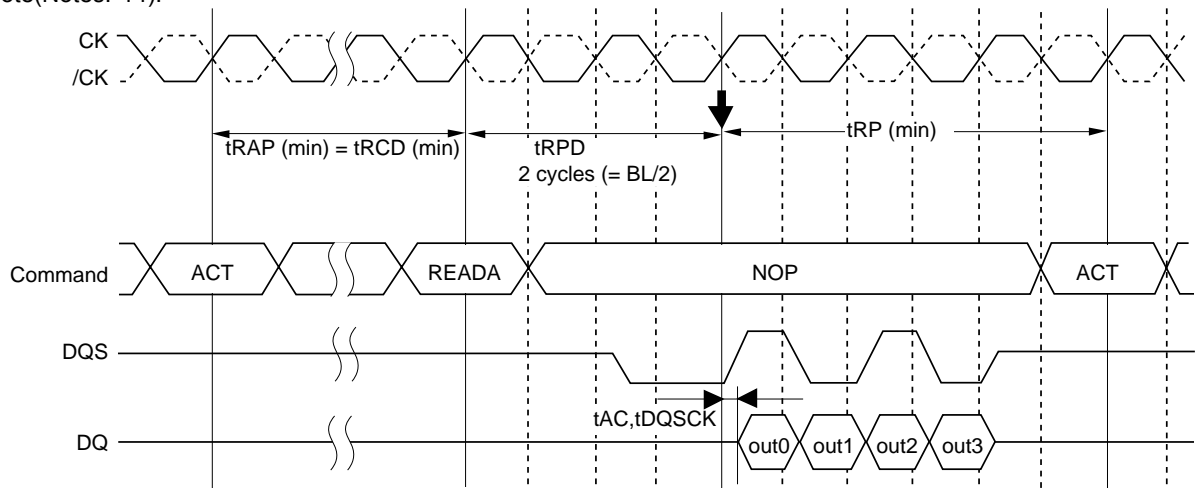 CK
/CK
tRP (min)
tRAP (min) = tRCD (min)
tRPD
2 cycles (= BL/2)
Command
ACT
READA
NOP
ACT
DQS
tAC,tDQSCK
DQ
out0
out1
out2
out3